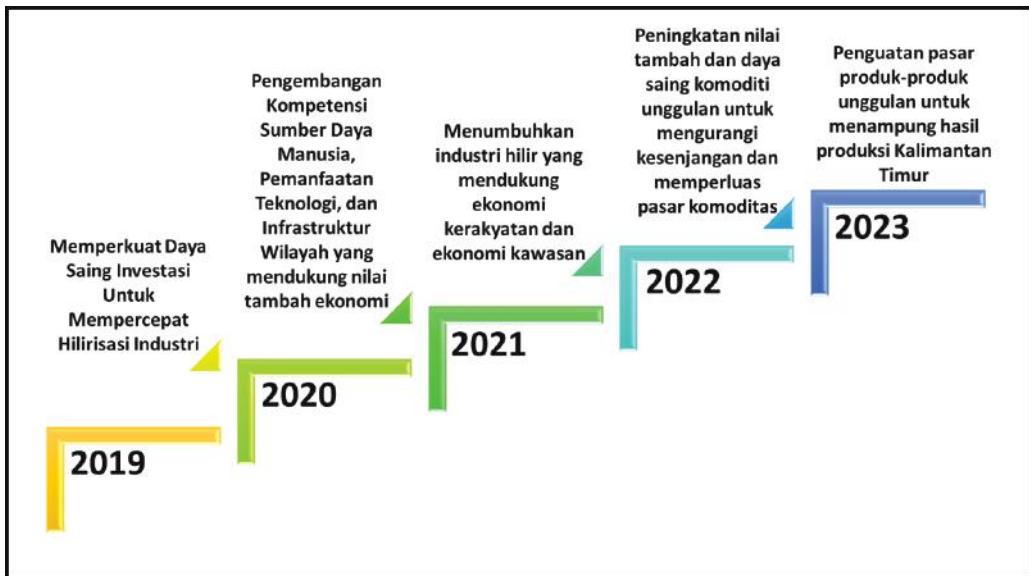 Memperkuat Daya
Saing Investasi
Untuk
Mempercepat
Hilirisasi Industri
2019
Pengembangan
Kompetensi
Sumber Daya
Manusia,
Pemanfaatan
Teknologi, dan
Infrastruktur
Wilayah yang
mendukung nilai
tambah ekonomi
2020
Menumbuhkan
industri hilir yang
mendukung
ekonomi
kerakyatan dan
ekonomi kawasan
2021
Peningkatan nilai
tambah dan daya
saing komoditi
unggulan untuk
mengurangi
kesenjangan dan
memperluas
pasar komoditas
2022
Penguatan pasar
produk-produk
unggulan untuk
menampung hasil
produksi Kalimantan
Timur
2023